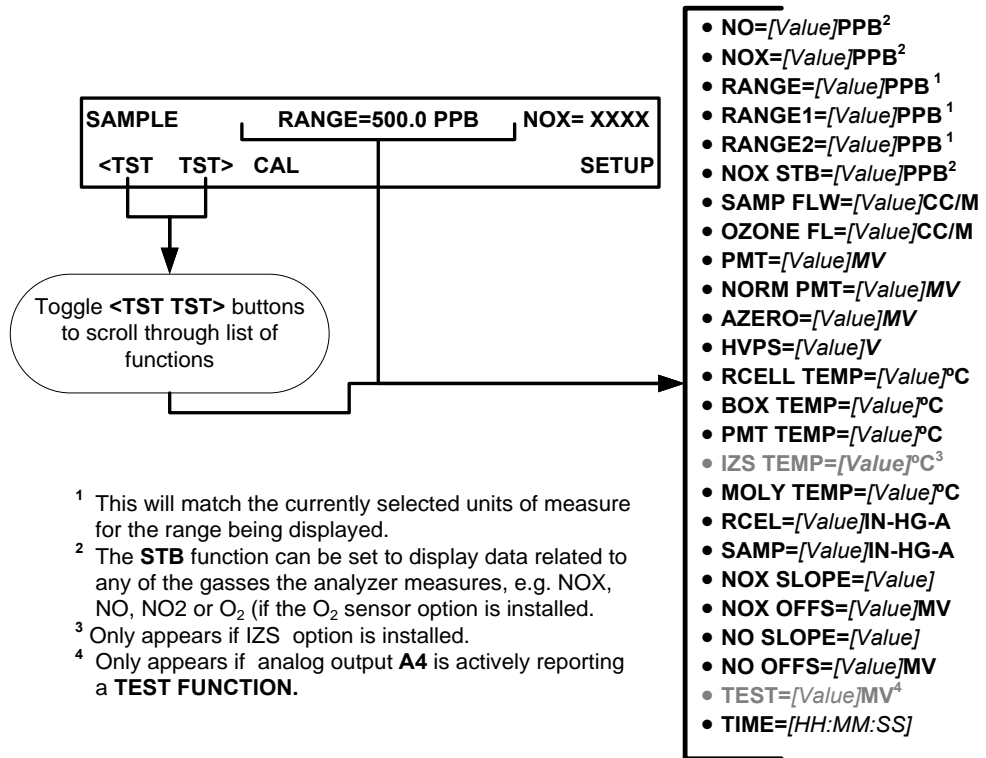 SAMPLE RANGE=500.0 PPB NOX= XXXX
<TST TST> CAL SETUP
Toggle <TST TST> buttons
to scroll through list of
functions
• NO=[Value]PPB²
• NOX=[Value]PPB²
• RANGE=[Value]PPB ¹
• RANGE1=[Value]PPB ¹
• RANGE2=[Value]PPB ¹
• NOX STB=[Value]PPB²
• SAMP FLW=[Value]CC/M
• OZONE FL=[Value]CC/M
• PMT=[Value]MV
• NORM PMT=[Value]MV
• AZERO=[Value]MV
• HVPS=[Value]V
• RCELL TEMP=[Value]ºC
• BOX TEMP=[Value]ºC
• PMT TEMP=[Value]ºC
• IZS TEMP=[Value]ºC³
• MOLY TEMP=[Value]ºC
• RCEL=[Value]IN-HG-A
• SAMP=[Value]IN-HG-A
• NOX SLOPE=[Value]
• NOX OFFS=[Value]MV
• NO SLOPE=[Value]
• NO OFFS=[Value]MV
• TEST=[Value]MV⁴
• TIME=[HH:MM:SS]
¹ This will match the currently selected units of measure
for the range being displayed.
² The STB function can be set to display data related to
any of the gasses the analyzer measures, e.g. NOX,
NO, NO2 or O₂ (if the O₂ sensor option is installed.
³ Only appears if IZS option is installed.
⁴ Only appears if analog output A4 is actively reporting
a TEST FUNCTION.